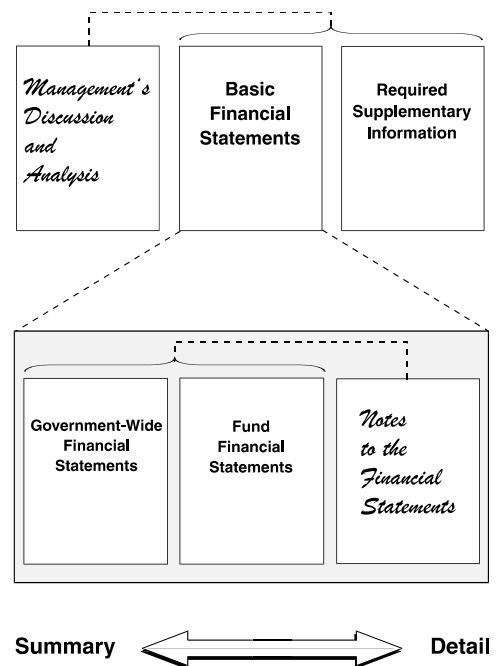 Management's
Discussion
and
Analysis
Basic
Financial
Statements
Required
Supplementary
Information
Government-Wide
Financial
Statements
Fund
Financial
Statements
Notes
to the
Financial
Statements
Summary
Detail